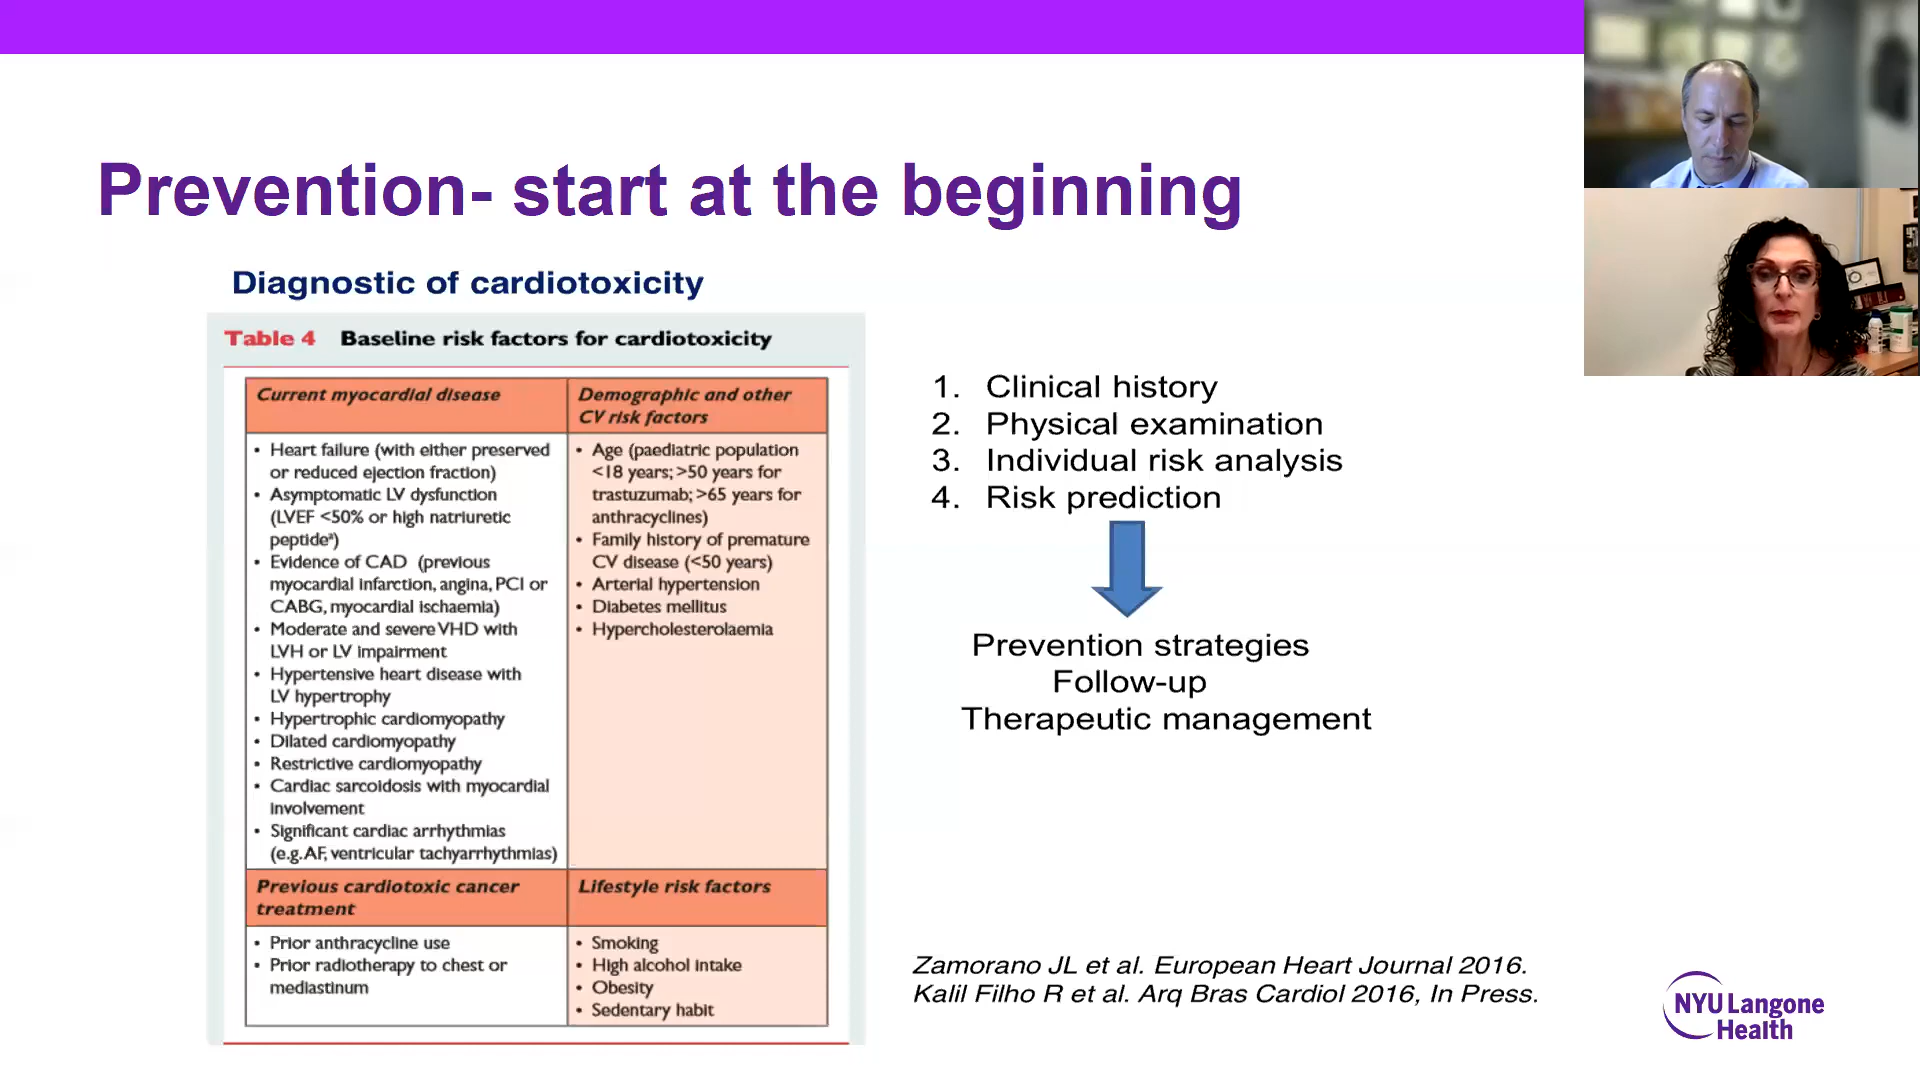 Prevention- start at the beginning
Diagnostic of cardiotoxicity
Table 4 Baseline risk factors for cardiotoxicity
Current myocardial disease
• Heart failure (with either preserved
or reduced ejection fraction)
• Asymptomatic LV dysfunction
(LVEF <50% or high natriuretic
peptideª)
• Evidence of CAD (previous
myocardial infarction, angina, PCI or
CABG, myocardial ischaemia)
• Moderate and severe VHD with
LVH or LV impairment
• Hypertensive heart disease with
LV hypertrophy
• Hypertrophic cardiomyopathy
• Dilated cardiomyopathy
• Restrictive cardiomyopathy
• Cardiac sarcoidosis with myocardial
involvement
• Significant cardiac arrhythmias
(e.g. AF, ventricular tachyarrhythmias)
Demographic and other
CV risk factors
• Age (paediatric population
<18 years; >50 years for
trastuzumab; >65 years for
anthracyclines)
• Family history of premature
CV disease (<50 years)
• Arterial hypertension
• Diabetes mellitus
• Hypercholesterolaemia
Previous cardiotoxic cancer
treatment
• Prior anthracycline use
• Prior radiotherapy to chest or
mediastinum
Lifestyle risk factors
• Smoking
• High alcohol intake
• Obesity
• Sedentary habit
1. Clinical history
2. Physical examination
3. Individual risk analysis
4. Risk prediction
Prevention strategies
Follow-up
Therapeutic management
Zamorano JL et al. European Heart Journal 2016.
Kalil Filho R et al. Arq Bras Cardiol 2016, In Press.
NYU Langone
Health